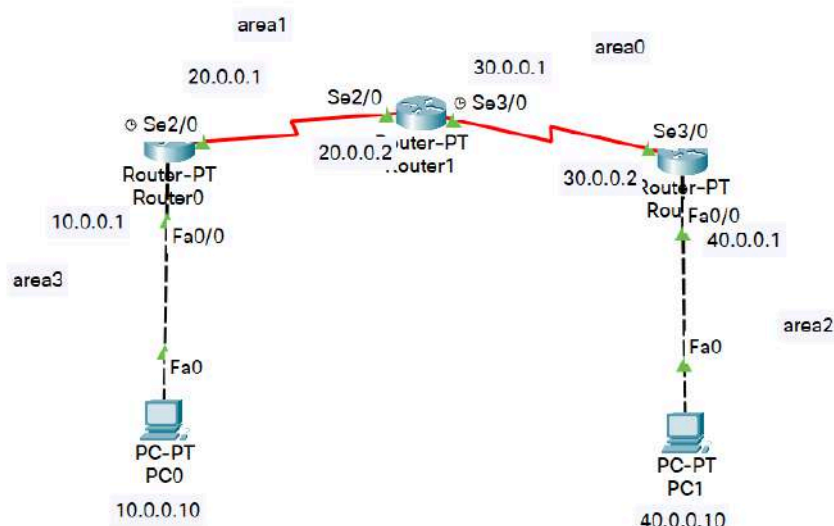 area1
area0
20.0.0.1
30.0.0.1
Se2/0
Se3/0
Se2/0
Se3/0
20.0.0.2
Router-PT
Router0
30.0.0.2
10.0.0.1
Fa0/0
Fa0/0
40.0.0.1
area3
area2
Fa0
Fa0
PC-PT
PC0
PC-PT
PC1
10.0.0.10
40.0.0.10